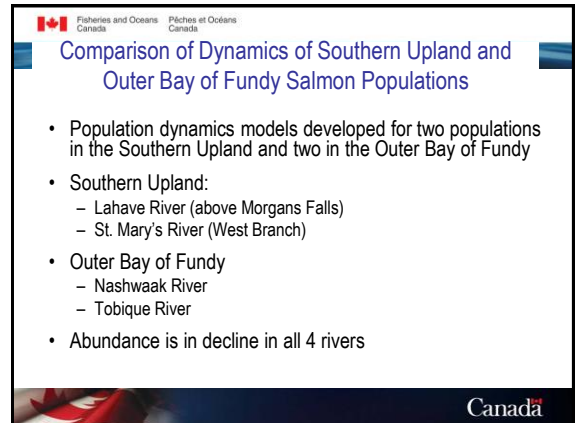 Fisheries and Oceans Pêches et Océans
Canada Canada
Comparison of Dynamics of Southern Upland and
Outer Bay of Fundy Salmon Populations
• Population dynamics models developed for two populations
in the Southern Upland and two in the Outer Bay of Fundy
• Southern Upland:
– Lahave River (above Morgans Falls)
– St. Mary's River (West Branch)
• Outer Bay of Fundy
– Nashwaak River
– Tobique River
• Abundance is in decline in all 4 rivers
Canada